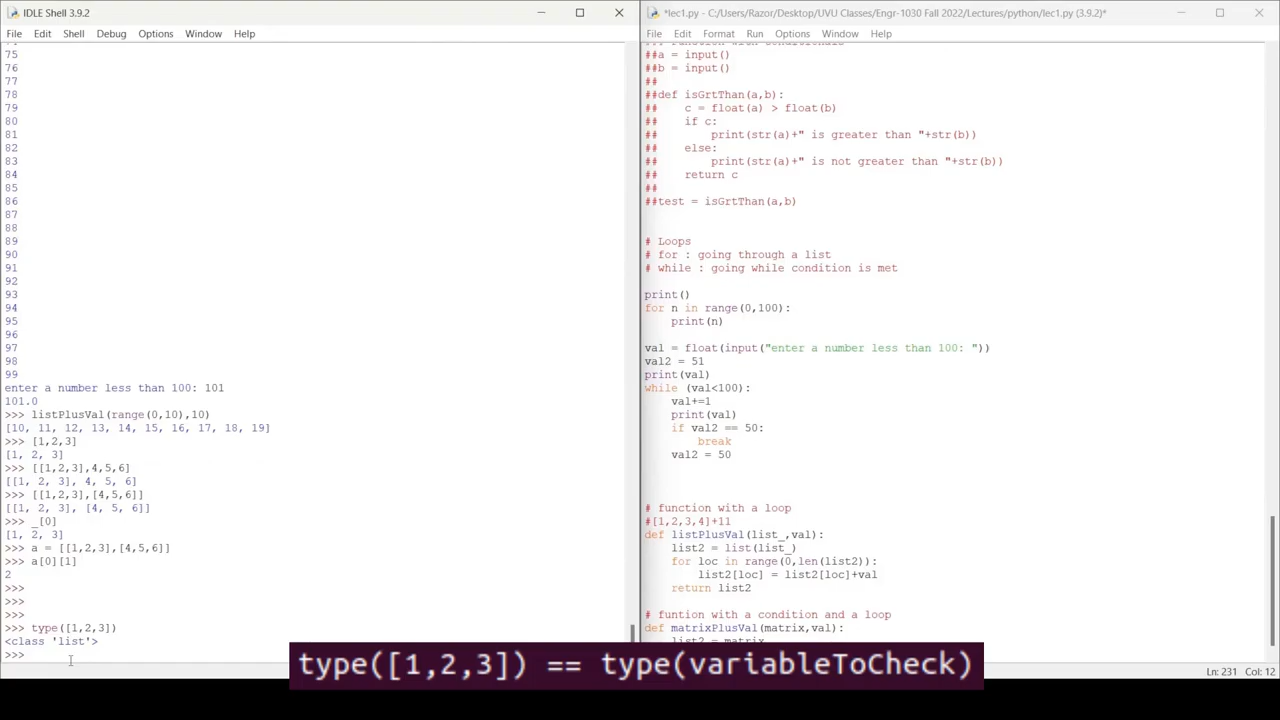 IDLE Shell 3.9.2
File Edit Shell Debug Options Window Help
75
76
77
78
79
80
81
82
83
84
85
86
87
88
89
90
91
92
93
94
95
96
97
98
99
enter a number less than 100: 101
101.0
>>> listPlusVal(range(0,10),10)
[10, 11, 12, 13, 14, 15, 16, 17, 18, 19]
>>> [1,2,3]
[1, 2, 3]
>>> [[1,2,3],4,5,6]
[[1, 2, 3], 4, 5, 6]
>>> [[1,2,3],[4,5,6]]
[[1, 2, 3], [4, 5, 6]]
>>> _[0]
[1, 2, 3]
>>> a = [[1,2,3],[4,5,6]]
>>> a[0][1]
2
>>>
>>>
>>>
>>> type([1,2,3])
<class 'list'>
>>>
*lec1.py - C:/Users/Razor/Desktop/UVU Classes/Engr-1030 Fall 2022/Lectures/python/lec1.py (3.9.2)*
File Edit Format Run Options Window Help
##a = input()
##b = input()
##
##def isGrtThan(a,b):
##    c = float(a) > float(b)
##    if c:
##        print(str(a)+" is greater than "+str(b))
##    else:
##        print(str(a)+" is not greater than "+str(b))
##    return c
##
##test = isGrtThan(a,b)
# Loops
# for : going through a list
# while : going while condition is met
print()
for n in range(0,100):
    print(n)
val = float(input("enter a number less than 100: "))
val2 = 51
print(val)
while (val<100):
    val+=1
    print(val)
    if val2 == 50:
        break
    val2 = 50
# function with a loop
#[1,2,3,4]+11
def listPlusVal(list_,val):
    list2 = list(list_)
    for loc in range(0,len(list2)):
        list2[loc] = list2[loc]+val
    return list2
# funtion with a condition and a loop
def matrixPlusVal(matrix,val):
    list2 = matrix
Ln: 231 Col: 12
type([1,2,3]) == type(variableToCheck)